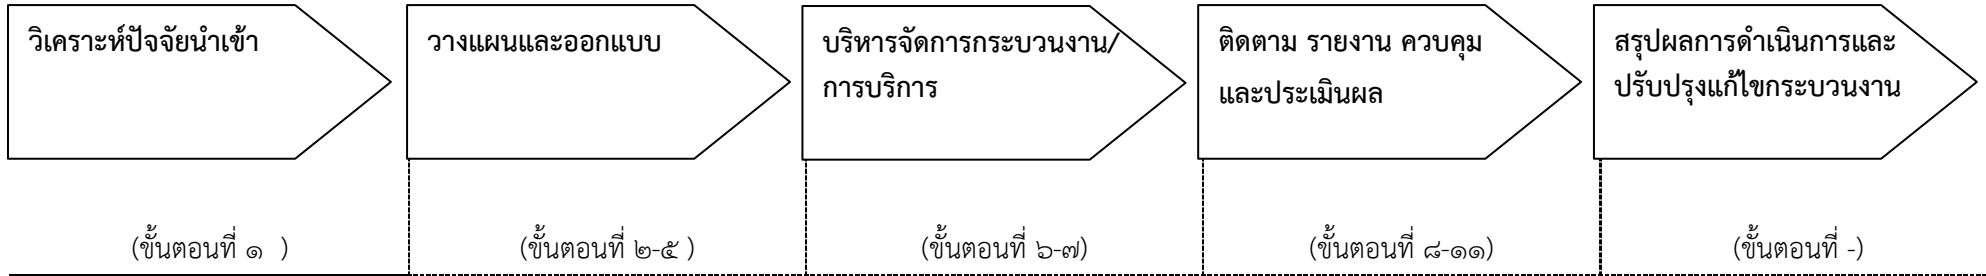 วิเคราะห์ปัจจัยนำเข้า
วางแผนและออกแบบ
บริหารจัดการกระบวนงาน/
การบริการ
ติดตาม รายงาน ควบคุม
และประเมินผล
สรุปผลการดำเนินการและ
ปรับปรุงแก้ไขกระบวนงาน
(ขั้นตอนที่ ๑ )
(ขั้นตอนที่ ๒-๕ )
(ขั้นตอนที่ ๖-๗)
(ขั้นตอนที่ ๘-๑๑)
(ขั้นตอนที่ -)